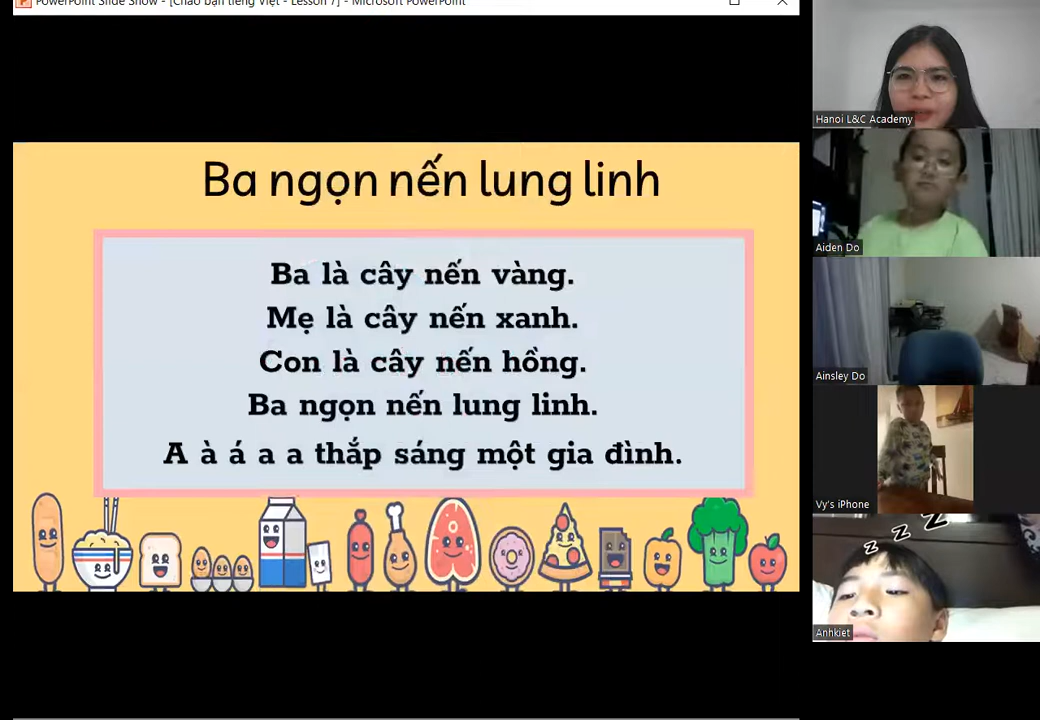 PowerPoint Slide Show - [Chào bạn tiếng Việt - Lesson 7] - Microsoft PowerPoint
Ba ngọn nến lung linh
Ba là cây nến vàng.
Mẹ là cây nến xanh.
Con là cây nến hồng.
Ba ngọn nến lung linh.
A à á a a thắp sáng một gia đình.
Hanoi L&C Academy
Aiden Do
Ainsley Do
Vy's iPhone
z z z
Anhkiet